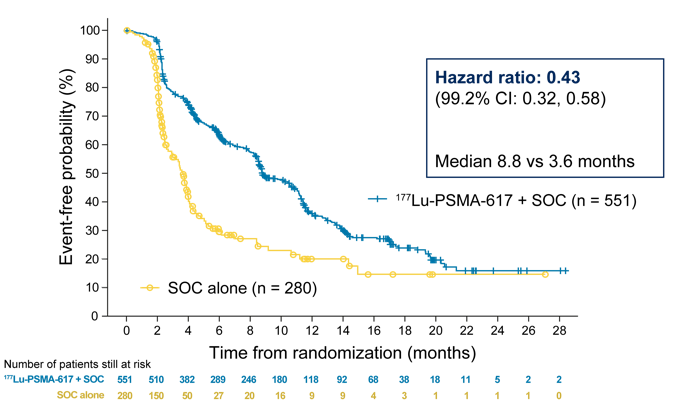 100
90
80
70
60
50
40
30
20
10
0
Event-free probability (%)
Hazard ratio: 0.43
(99.2% CI: 0.32, 0.58)
Median 8.8 vs 3.6 months
¹⁷⁷Lu-PSMA-617 + SOC (n = 551)
SOC alone (n = 280)
0 2 4 6 8 10 12 14 16 18 20 22 24 26 28
Time from randomization (months)
Number of patients still at risk
¹⁷⁷Lu-PSMA-617 + SOC 551 510 382 289 246 180 118 92 68 38 18 11 5 2 2
SOC alone 280 150 50 27 20 16 9 9 4 3 1 1 1 1 0